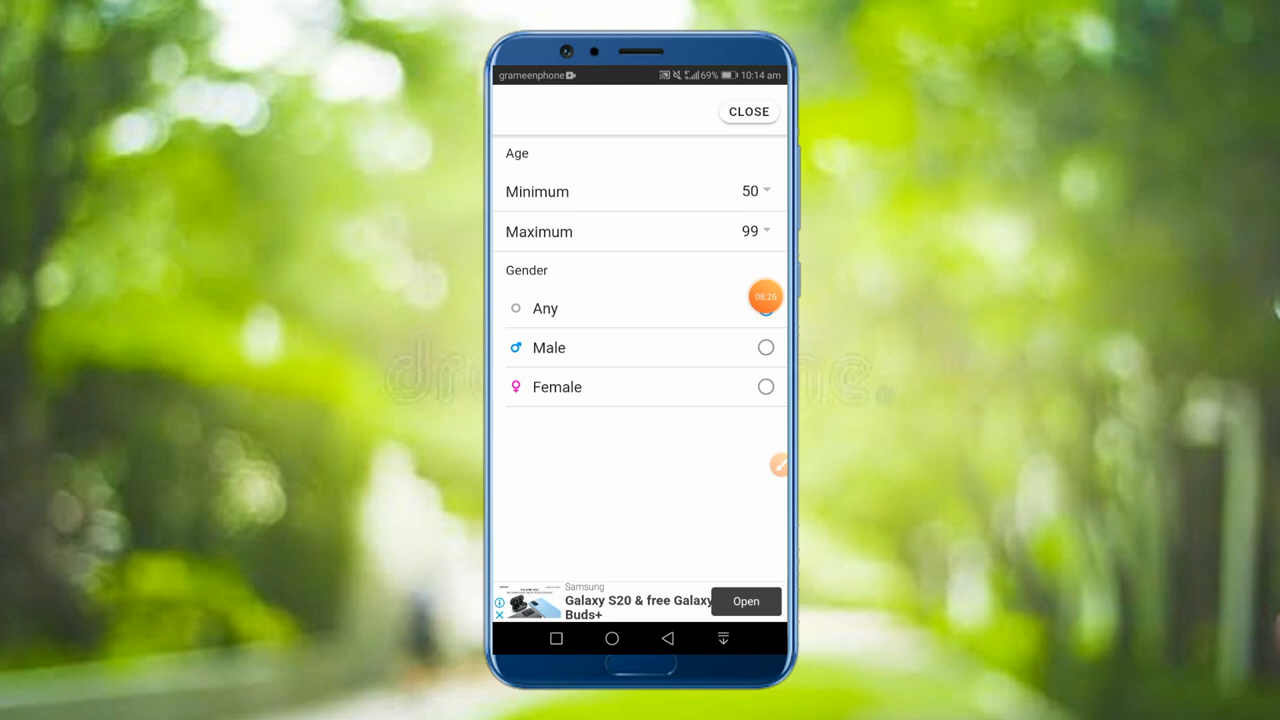 grameenphone
69%
10:14 am
CLOSE
Age
Minimum
50
Maximum
99
Gender
08:26
Any
Male
Female
Samsung
Galaxy S20 & free Galaxy
Buds+
Open